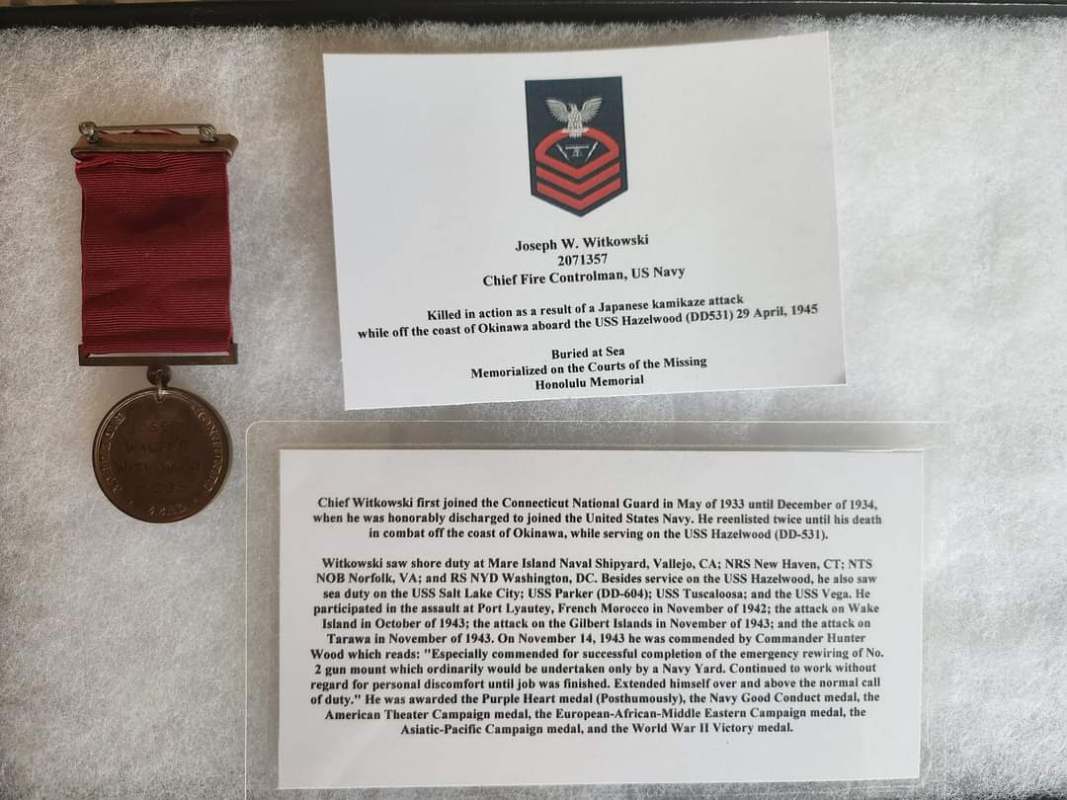 Joseph W. Witkowski
2071357
Chief Fire Controlman, US Navy
Killed in action as a result of a Japanese kamikaze attack
while off the coast of Okinawa aboard the USS Hazelwood (DD531) 29 April, 1945
Buried at Sea
Memorialized on the Courts of the Missing
Honolulu Memorial
Chief Witkowski first joined the Connecticut National Guard in May of 1933 until December of 1934,
when he was honorably discharged to joined the United States Navy. He reenlisted twice until his death
in combat off the coast of Okinawa, while serving on the USS Hazelwood (DD-531).
Witkowski saw shore duty at Mare Island Naval Shipyard, Vallejo, CA; NRS New Haven, CT; NTS
NOB Norfolk, VA; and RS NYD Washington, DC. Besides service on the USS Hazelwood, he also saw
sea duty on the USS Salt Lake City; USS Parker (DD-604); USS Tuscaloosa; and the USS Vega. He
participated in the assault at Port Lyautey, French Morocco in November of 1942; the attack on Wake
Island in October of 1943; the attack on the Gilbert Islands in November of 1943; and the attack on
Tarawa in November of 1943. On November 14, 1943 he was commended by Commander Hunter
Wood which reads: "Especially commended for successful completion of the emergency rewiring of No.
2 gun mount which ordinarily would be undertaken only by a Navy Yard. Continued to work without
regard for personal discomfort until job was finished. Extended himself over and above the normal call
of duty." He was awarded the Purple Heart medal (Posthumously), the Navy Good Conduct medal, the
American Theater Campaign medal, the European-African-Middle Eastern Campaign medal, the
Asiatic-Pacific Campaign medal, and the World War II Victory medal.